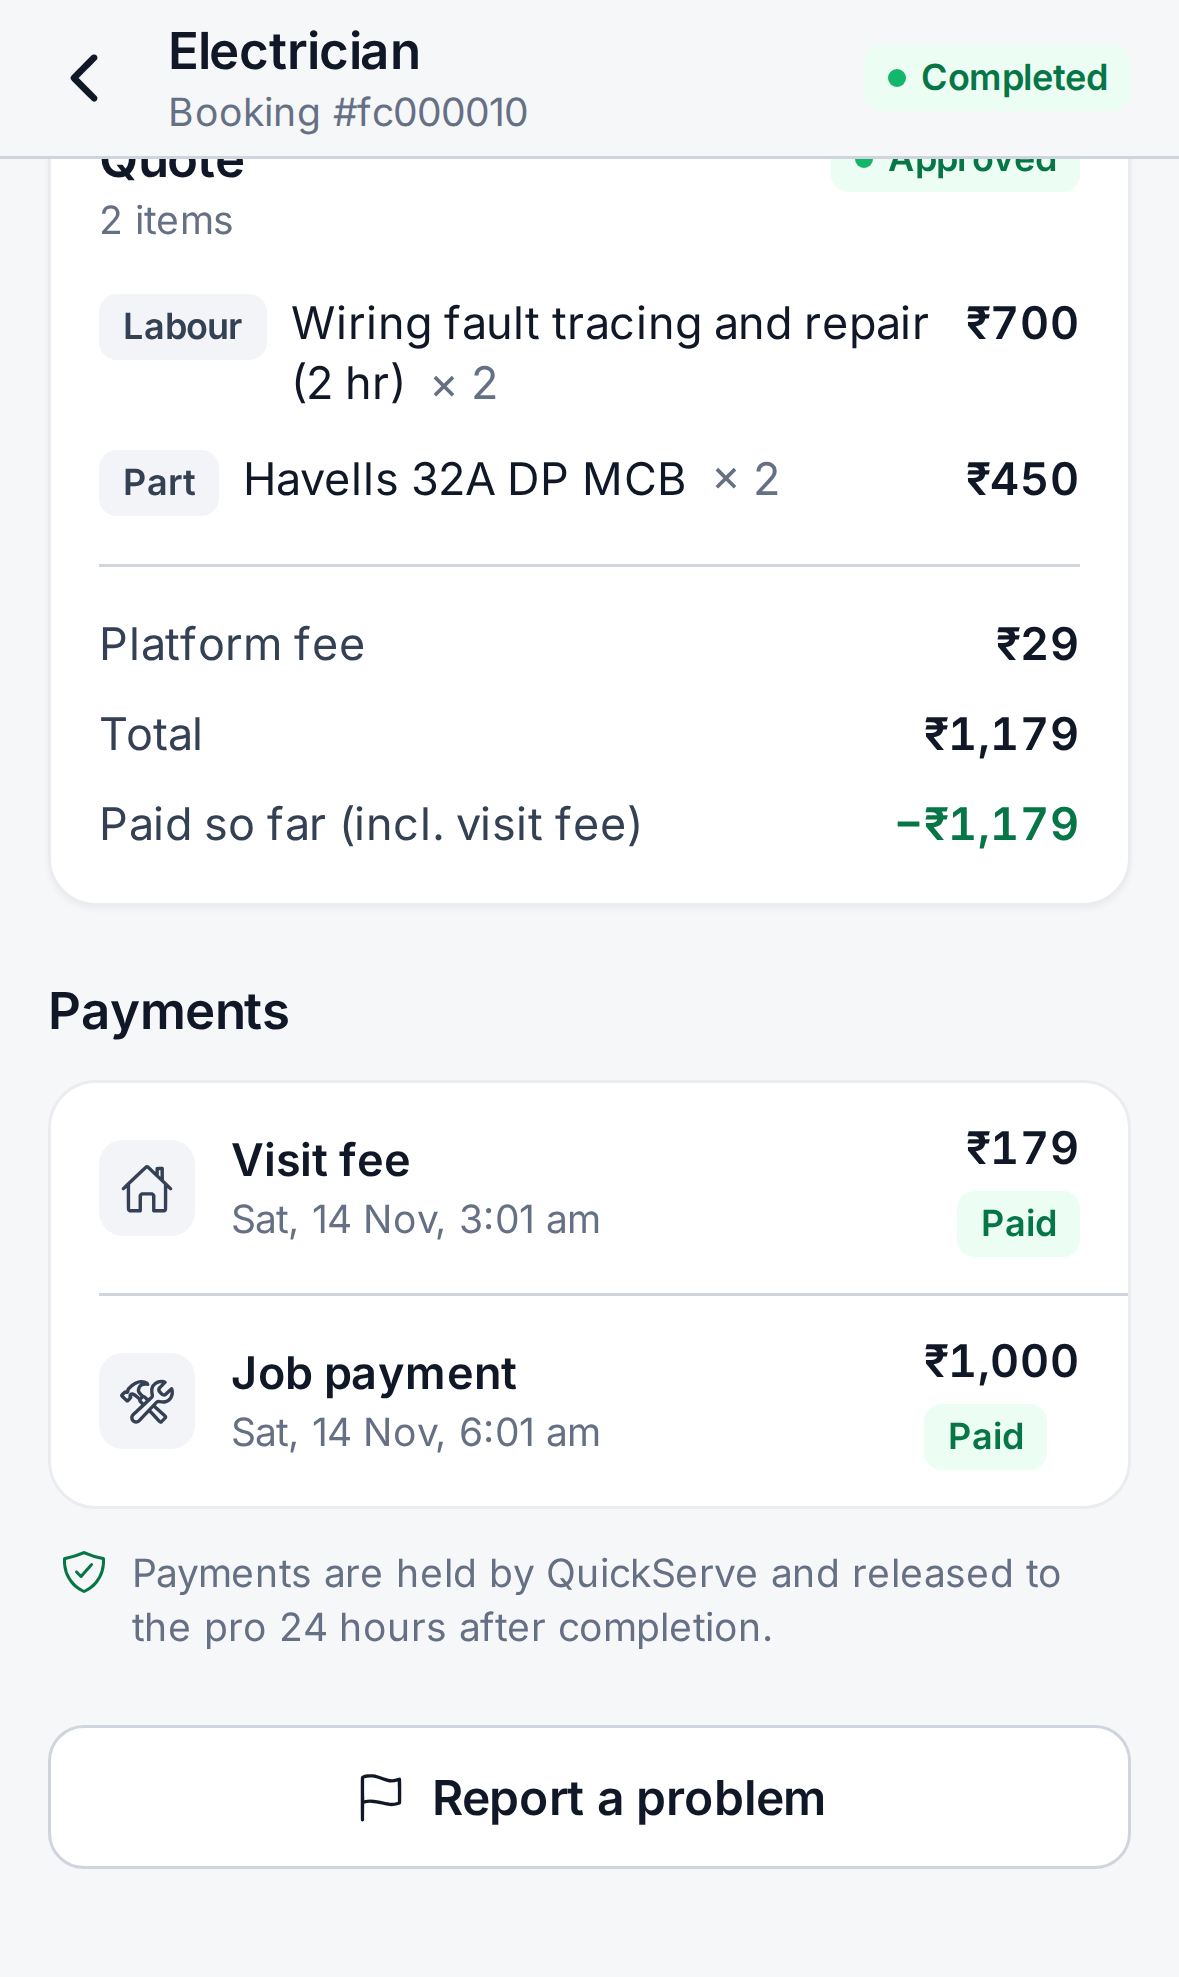 Electrician
Booking #fc000010
Completed
Quote
Approved
2 items
Labour
Wiring fault tracing and repair
₹700
(2 hr) × 2
Part
Havells 32A DP MCB × 2
₹450
Platform fee
₹29
Total
₹1,179
Paid so far (incl. visit fee)
−₹1,179
Payments
Visit fee
₹179
Sat, 14 Nov, 3:01 am
Paid
Job payment
₹1,000
Sat, 14 Nov, 6:01 am
Paid
Payments are held by QuickServe and released to
the pro 24 hours after completion.
Report a problem